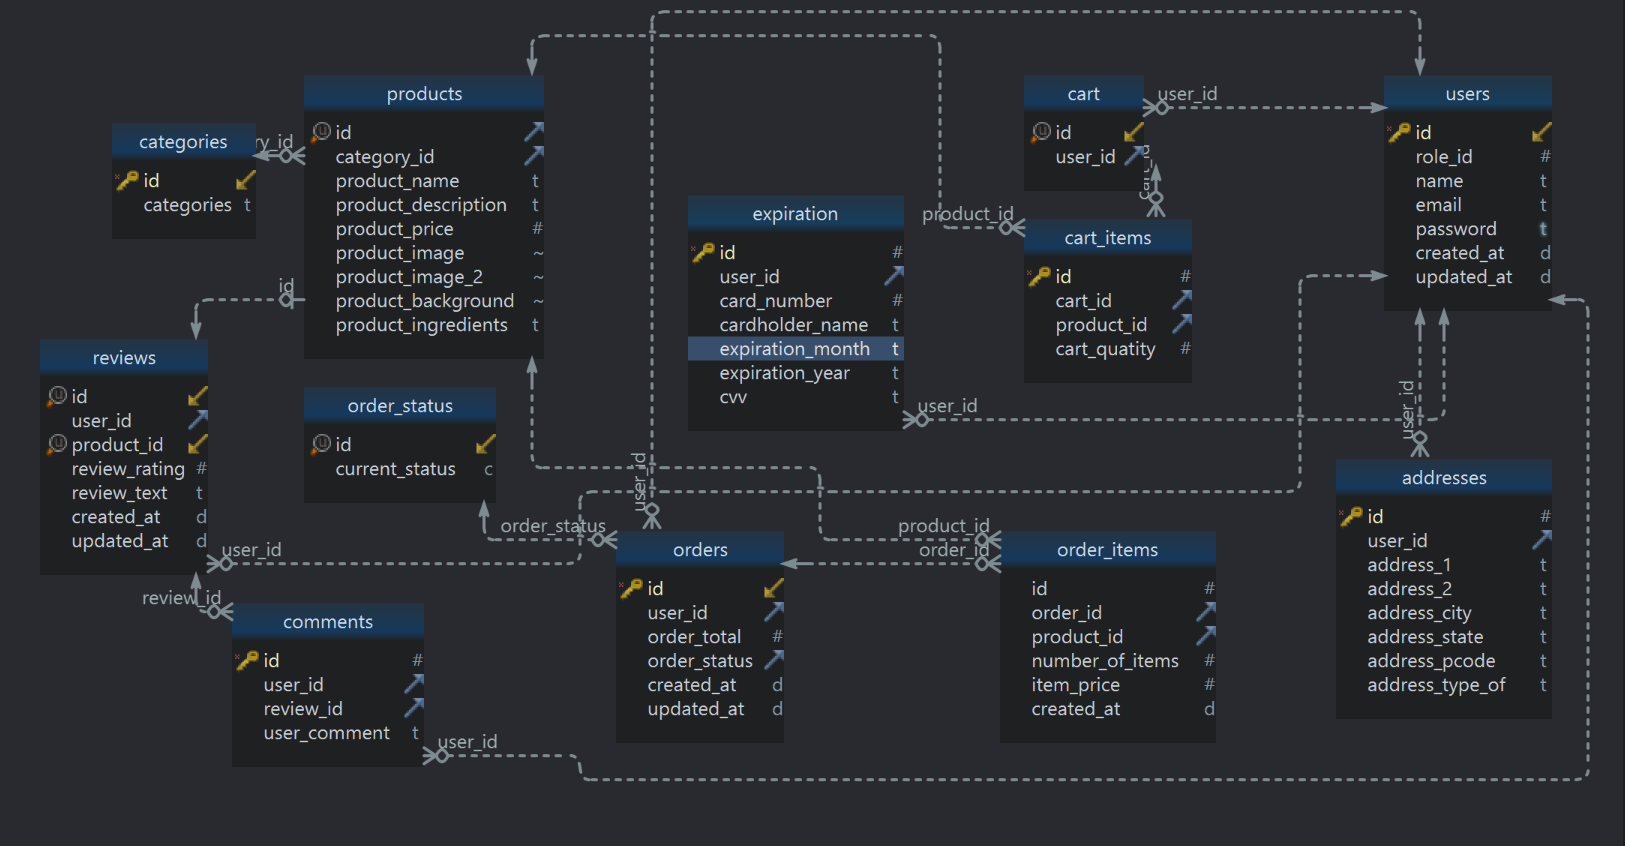 products
id
category_id
product_name
product_description
product_price
product_image
product_image_2
product_background
product_ingredients
t
t
#
~
~
~
t
categories
id
categories t
ry_id
id
reviews
id
user_id
product_id
review_rating #
review_text t
created_at d
updated_at d
user_id
review_id
order_status
id
current_status c
order_status
comments
id #
user_id
review_id
user_comment t
user_id
expiration
id #
user_id
card_number #
cardholder_name t
expiration_month t
expiration_year t
cvv t
user_id
user_id
orders
id
user_id
order_total #
order_status
created_at d
updated_at d
cart
id
user_id
user_id
product_id
cart_items
id #
cart_id
product_id
cart_quatity #
product_id
order_id
order_items
id #
order_id
product_id
number_of_items #
item_price #
created_at d
users
id
role_id #
name t
email t
password t
created_at d
updated_at d
user_id
addresses
id #
user_id
address_1 t
address_2 t
address_city t
address_state t
address_pcode t
address_type_of t